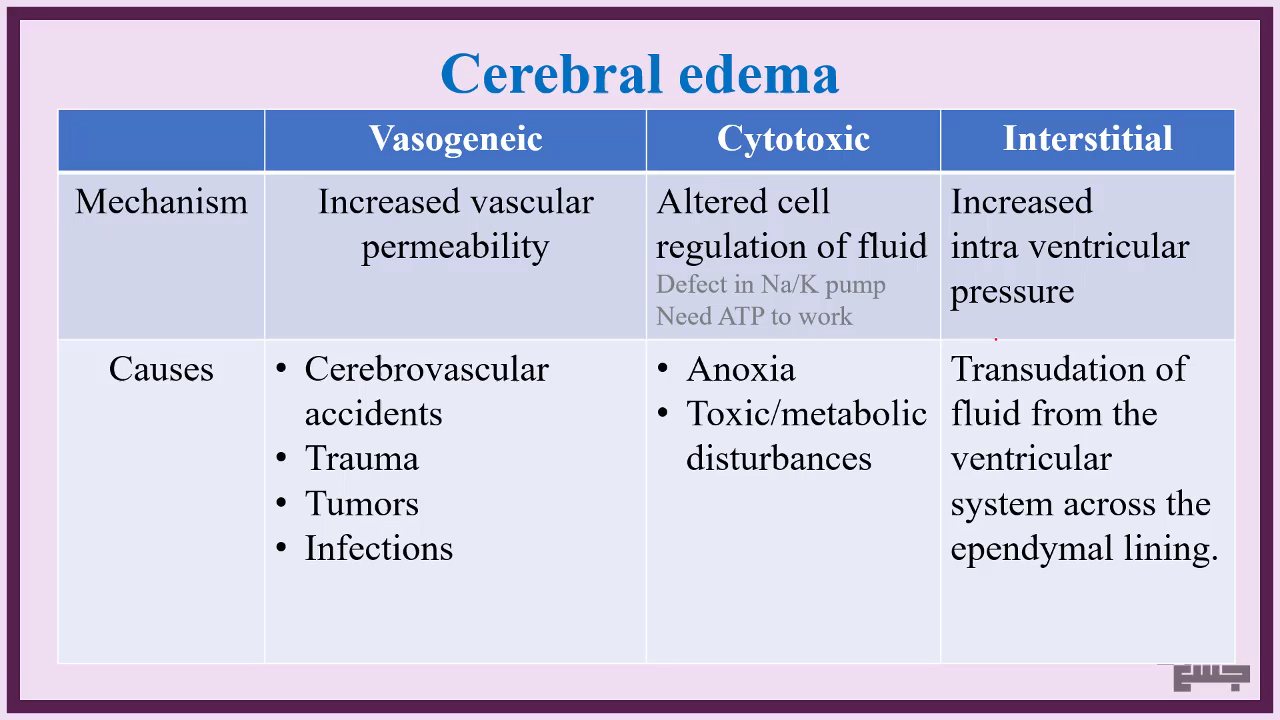 Cerebral edema
Vasogeneic
Cytotoxic
Interstitial
Mechanism
Increased vascular
permeability
Altered cell
regulation of fluid
Defect in Na/K pump
Need ATP to work
Increased
intra ventricular
pressure
Causes
• Cerebrovascular
accidents
• Trauma
• Tumors
• Infections
• Anoxia
• Toxic/metabolic
disturbances
Transudation of
fluid from the
ventricular
system across the
ependymal lining.